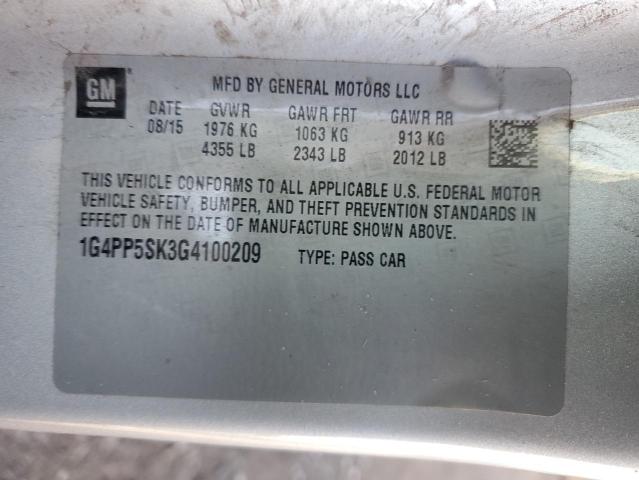 GM
MFD BY GENERAL MOTORS LLC
DATE GVWR GAWR FRT GAWR RR
08/15 1976 KG 1063 KG 913 KG
4355 LB 2343 LB 2012 LB
THIS VEHICLE CONFORMS TO ALL APPLICABLE U.S. FEDERAL MOTOR
VEHICLE SAFETY, BUMPER, AND THEFT PREVENTION STANDARDS IN
EFFECT ON THE DATE OF MANUFACTURE SHOWN ABOVE.
1G4PP5SK3G4100209 TYPE: PASS CAR